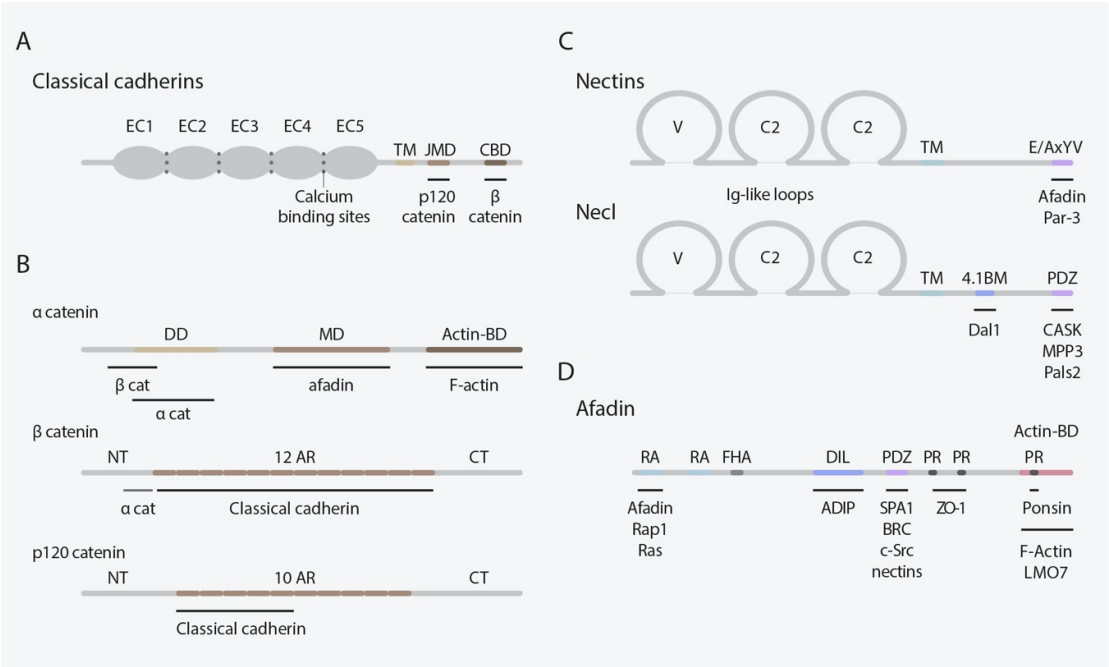 A
Classical cadherins
EC1 EC2 EC3 EC4 EC5
TM JMD CBD
Calcium
binding sites
p120
catenin
β
catenin
B
α catenin
DD MD Actin-BD
β cat afadin F-actin
α cat
β catenin
NT 12 AR CT
α cat Classical cadherin
p120 catenin
NT 10 AR CT
Classical cadherin
C
Nectins
V C2 C2
TM E/AxYV
Ig-like loops
Afadin
Par-3
Necl
V C2 C2
TM 4.1BM PDZ
Dal1 CASK
MPP3
Pals2
D
Afadin
Actin-BD
RA RA FHA DIL PDZ PR PR PR
Afadin
Rap1
Ras
ADIP
SPA1
BRC
c-Src
nectins
ZO-1
Ponsin
F-Actin
LMO7